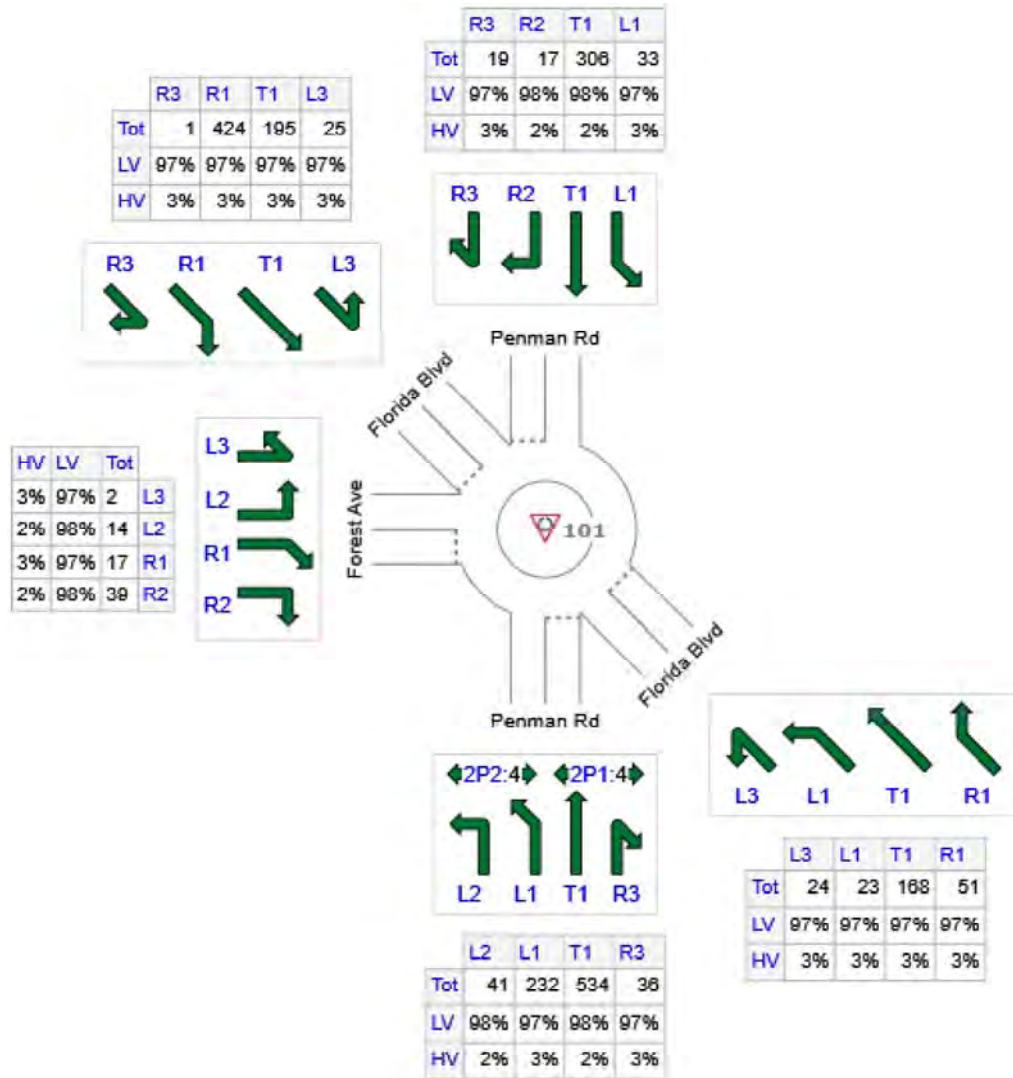 R3 R2 T1 L1
Tot 19 17 306 33
LV 97% 98% 98% 97%
HV 3% 2% 2% 3%
R3 R1 T1 L3
Tot 1 424 195 25
LV 97% 97% 97% 97%
HV 3% 3% 3% 3%
R3 R2 T1 L1
R3 R1 T1 L3
Penman Rd
Florida Blvd
Forest Ave
HV LV Tot
3% 97% 2 L3
2% 98% 14 L2
3% 97% 17 R1
2% 98% 39 R2
L3
L2
R1
R2
101
Florida Blvd
Penman Rd
2P2:4 2P1:4
L2 L1 T1 R3
L3 L1 T1 R1
L3 L1 T1 R1
Tot 24 23 168 51
LV 97% 97% 97% 97%
HV 3% 3% 3% 3%
L2 L1 T1 R3
Tot 41 232 534 36
LV 98% 97% 98% 97%
HV 2% 3% 2% 3%